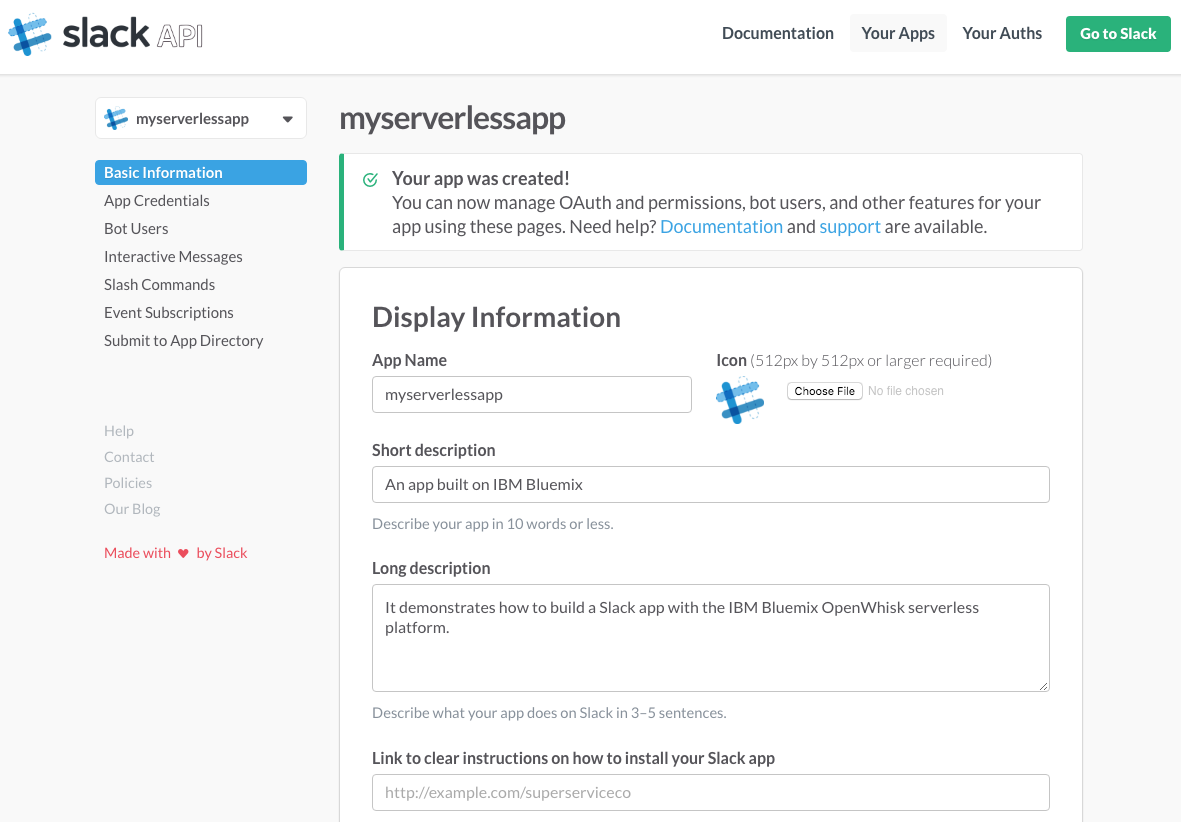 slack API
Documentation
Your Apps
Your Auths
Go to Slack
myserverlessapp
Basic Information
App Credentials
Bot Users
Interactive Messages
Slash Commands
Event Subscriptions
Submit to App Directory
Help
Contact
Policies
Our Blog
Made with ♥ by Slack
myserverlessapp
Your app was created!
You can now manage OAuth and permissions, bot users, and other features for your
app using these pages. Need help? Documentation and support are available.
Display Information
App Name
myserverlessapp
Icon (512px by 512px or larger required)
Choose File No file chosen
Short description
An app built on IBM Bluemix
Describe your app in 10 words or less.
Long description
It demonstrates how to build a Slack app with the IBM Bluemix OpenWhisk serverless
platform.
Describe what your app does on Slack in 3–5 sentences.
Link to clear instructions on how to install your Slack app
http://example.com/superserviceco